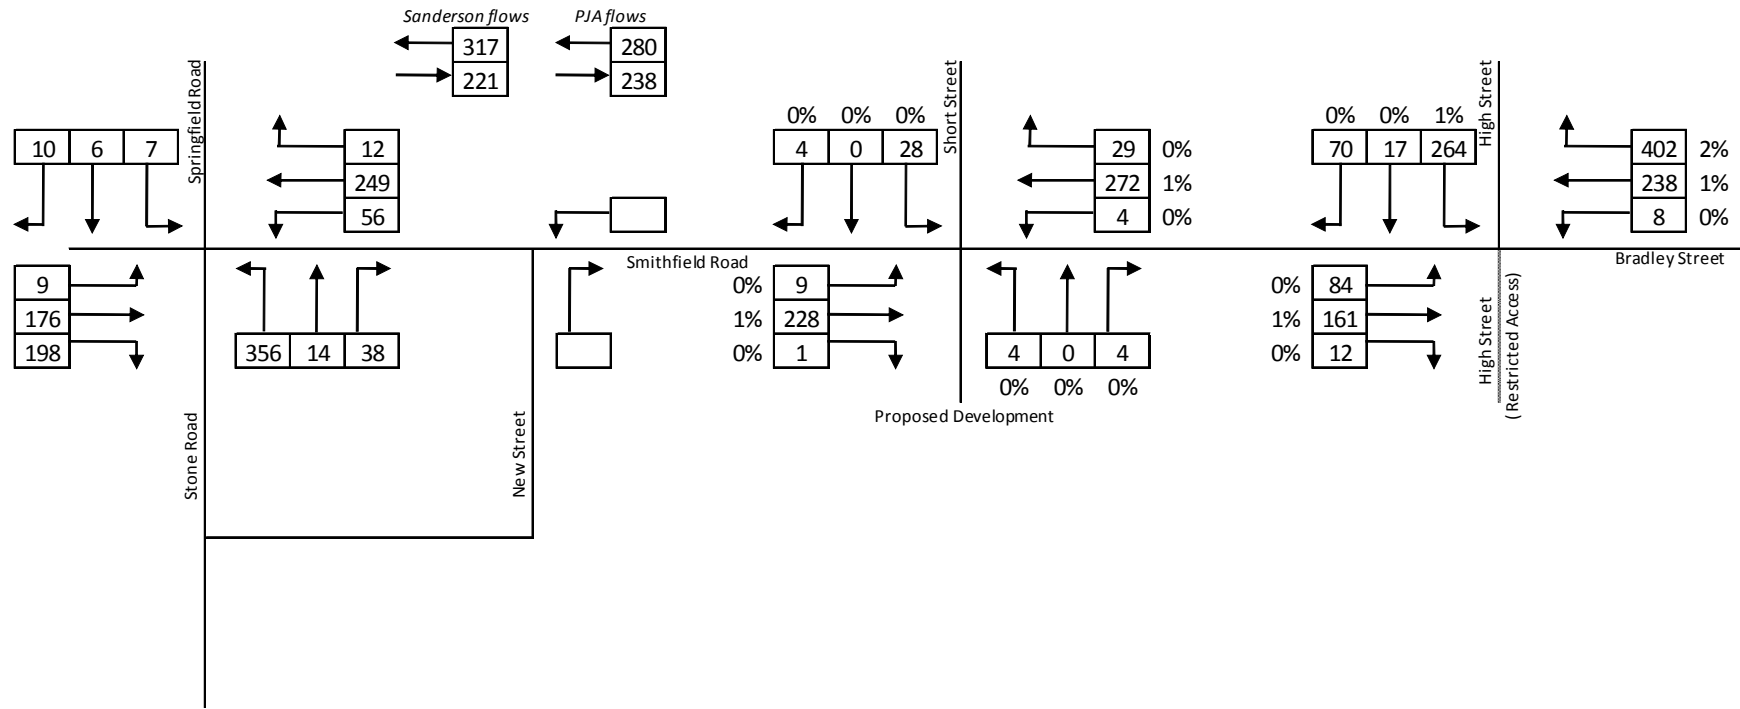 Sanderson flows PJA flows
317 280
221 238
Springfield Road
Short Street
High Street
0% 0% 0% 0% 0% 1%
10 6 7 12 4 0 28 29 0% 70 17 264 402 2%
249 272 1% 238 1%
56 4 0% 8 0%
Smithfield Road
Bradley Street
9 0% 9 0% 84
176 1% 228 1% 161
198 356 14 38 0% 1 4 0 4 0% 12
0% 0% 0%
High Street
(Restricted Access)
Proposed Development
Stone Road
New Street